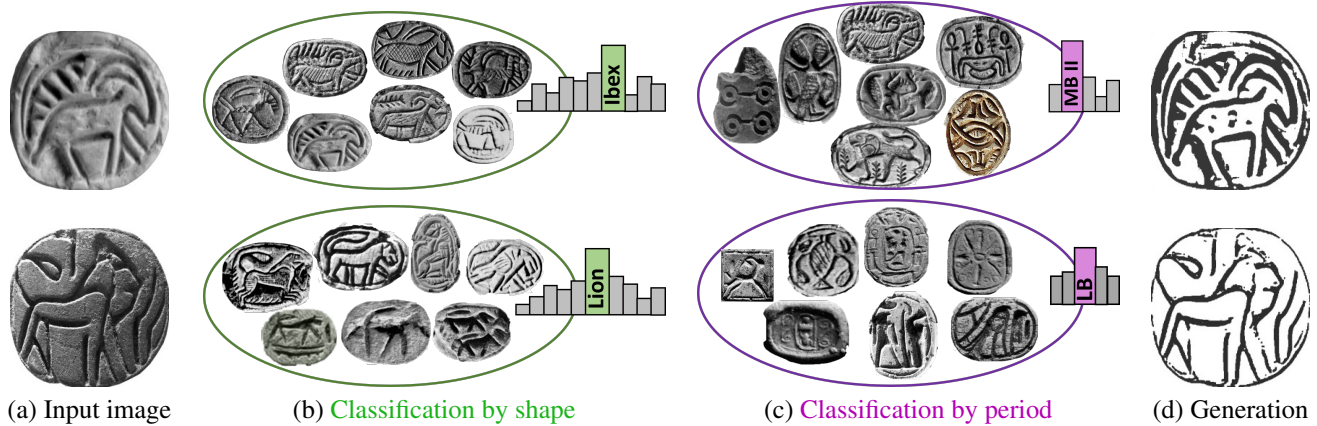 Ibex
MB II
Lion
LB
(a) Input image
(b) Classification by shape
(c) Classification by period
(d) Generation